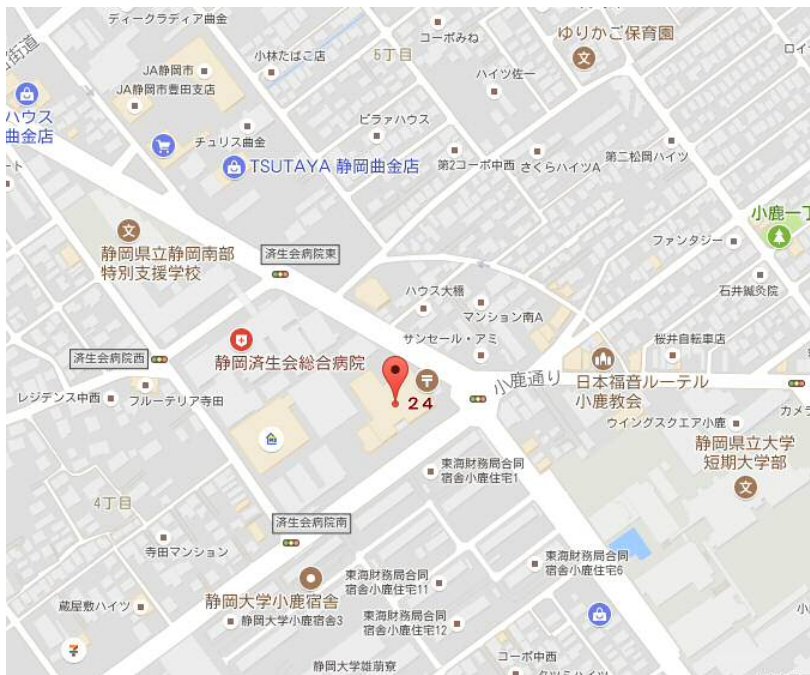 ディークラディア曲金
コーポみね
ゆりかご保育園
街道
小林たばこ店
5丁目
ロイ
JA静岡市
ハイツ佐一
JA静岡市豊田支店
ハウス
曲金店
ピラァハウス
チュリス曲金
TSUTAYA 静岡曲金店
第2コーポ中西
さくらハイツA
第二松岡ハイツ
ート
小鹿一丁
静岡県立静岡南部
特別支援学校
済生会病院東
ファンタジー
ハウス大橋
石井鍼灸院
マンション南A
サンセール・アミ
桜井自転車店
済生会病院西
静岡済生会総合病院
小鹿通り
日本福音ルーテル
小鹿教会
レジデンス中西
フルーテリア寺田
24
カメラ
ウイングスクエア小鹿
静岡県立大学
短期大学部
東海財務局合同
宿舎小鹿住宅1
4丁目
済生会病院南
寺田マンション
東海財務局合同
宿舎小鹿住宅6
東海財務局合同
宿舎小鹿住宅11
静岡大学小鹿宿舎
蔵屋敷ハイツ
静岡大学小鹿宿舎3
東海財務局合同
宿舎小鹿住宅12
小
静岡大学雄萠寮
コーポ中西
タツミハイツ